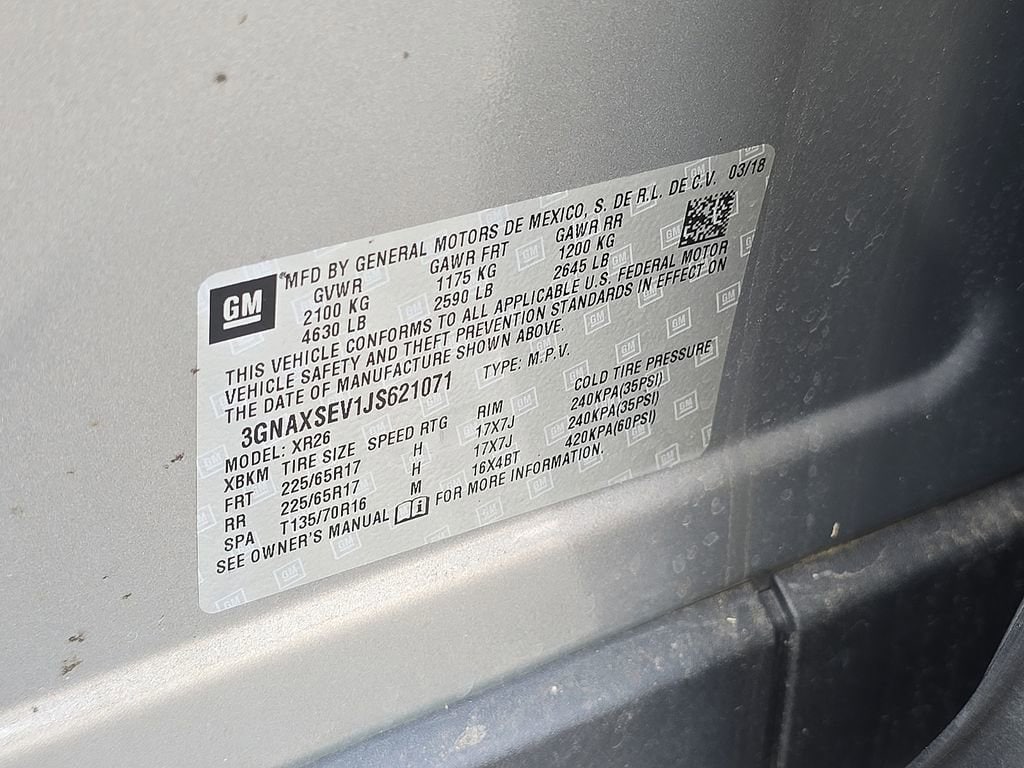 GM
MFD BY GENERAL MOTORS DE MEXICO, S. DE R.L. DE C.V. 03/18
GVWR GAWR FRT GAWR RR
2100 KG 1175 KG 1200 KG
4630 LB 2590 LB 2645 LB
THIS VEHICLE CONFORMS TO ALL APPLICABLE U.S. FEDERAL MOTOR
VEHICLE SAFETY AND THEFT PREVENTION STANDARDS IN EFFECT ON
THE DATE OF MANUFACTURE SHOWN ABOVE.
3GNAXSEV1JS621071 TYPE: M.P.V.
MODEL: XR26
XBKM TIRE SIZE SPEED RTG RIM COLD TIRE PRESSURE
FRT 225/65R17 H 17X7J 240KPA(35PSI)
RR 225/65R17 H 17X7J 240KPA(35PSI)
SPA T135/70R16 M 16X4BT 420KPA(60PSI)
SEE OWNER'S MANUAL FOR MORE INFORMATION.